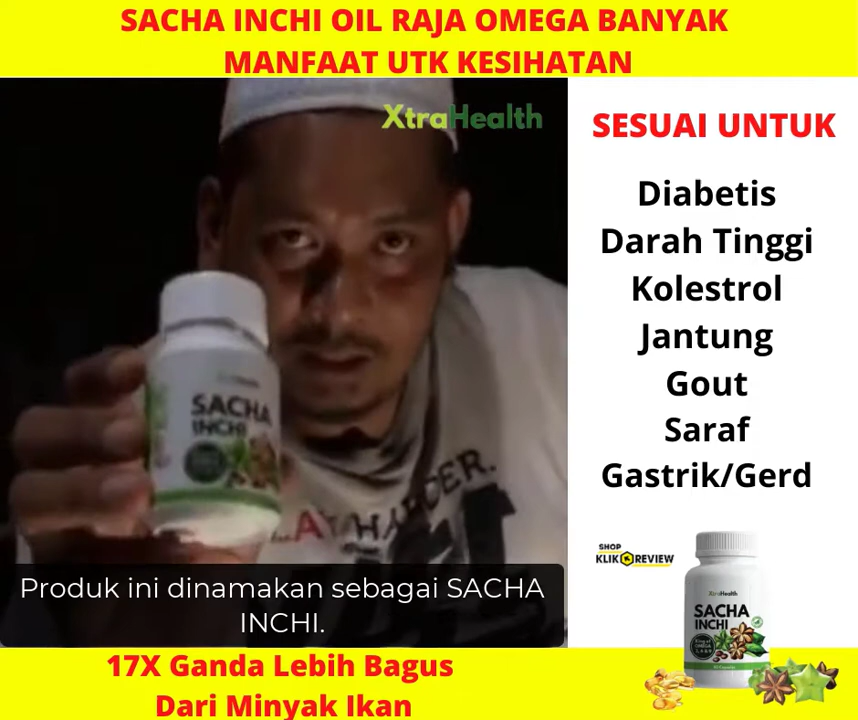 SACHA INCHI OIL RAJA OMEGA BANYAK
MANFAAT UTK KESIHATAN
XtraHealth
SESUAI UNTUK
Diabetis
Darah Tinggi
Kolestrol
Jantung
Gout
Saraf
Gastrik/Gerd
SACHA
INCHI
Produk ini dinamakan sebagai SACHA
INCHI.
SHOP
KLIK REVIEW
XtraHealth
SACHA
INCHI
17X Ganda Lebih Bagus
Dari Minyak Ikan